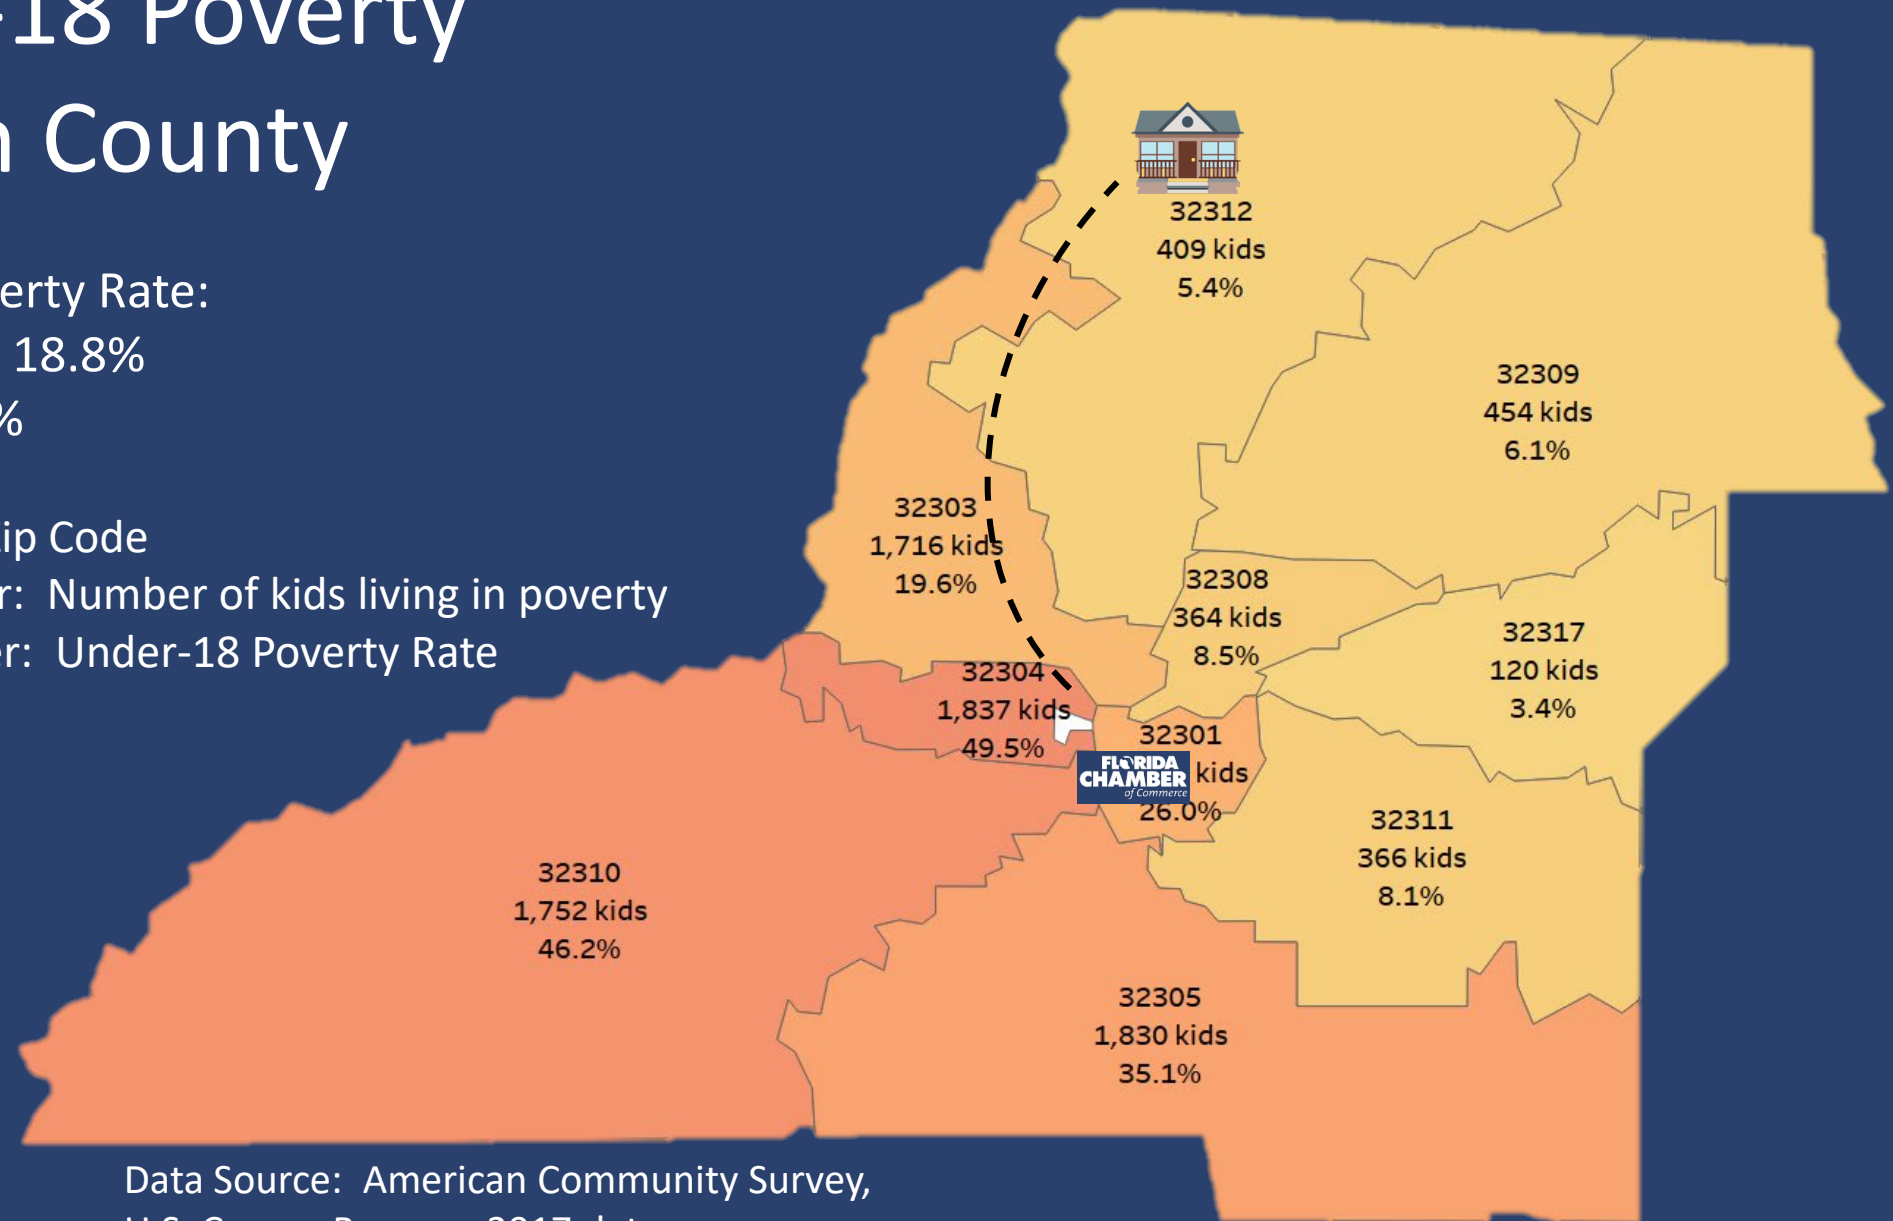 -18 Poverty
County
erty Rate:
18.8%
%
ip Code
r: Number of kids living in poverty
er: Under-18 Poverty Rate
32312
409 kids
5.4%
32309
454 kids
6.1%
32303
1,716 kids
19.6%
32308
364 kids
8.5%
32317
120 kids
3.4%
32304
1,837 kids
49.5%
32301
kids
26.0%
FLORIDA
CHAMBER
of Commerce
32311
366 kids
8.1%
32310
1,752 kids
46.2%
32305
1,830 kids
35.1%
Data Source: American Community Survey,